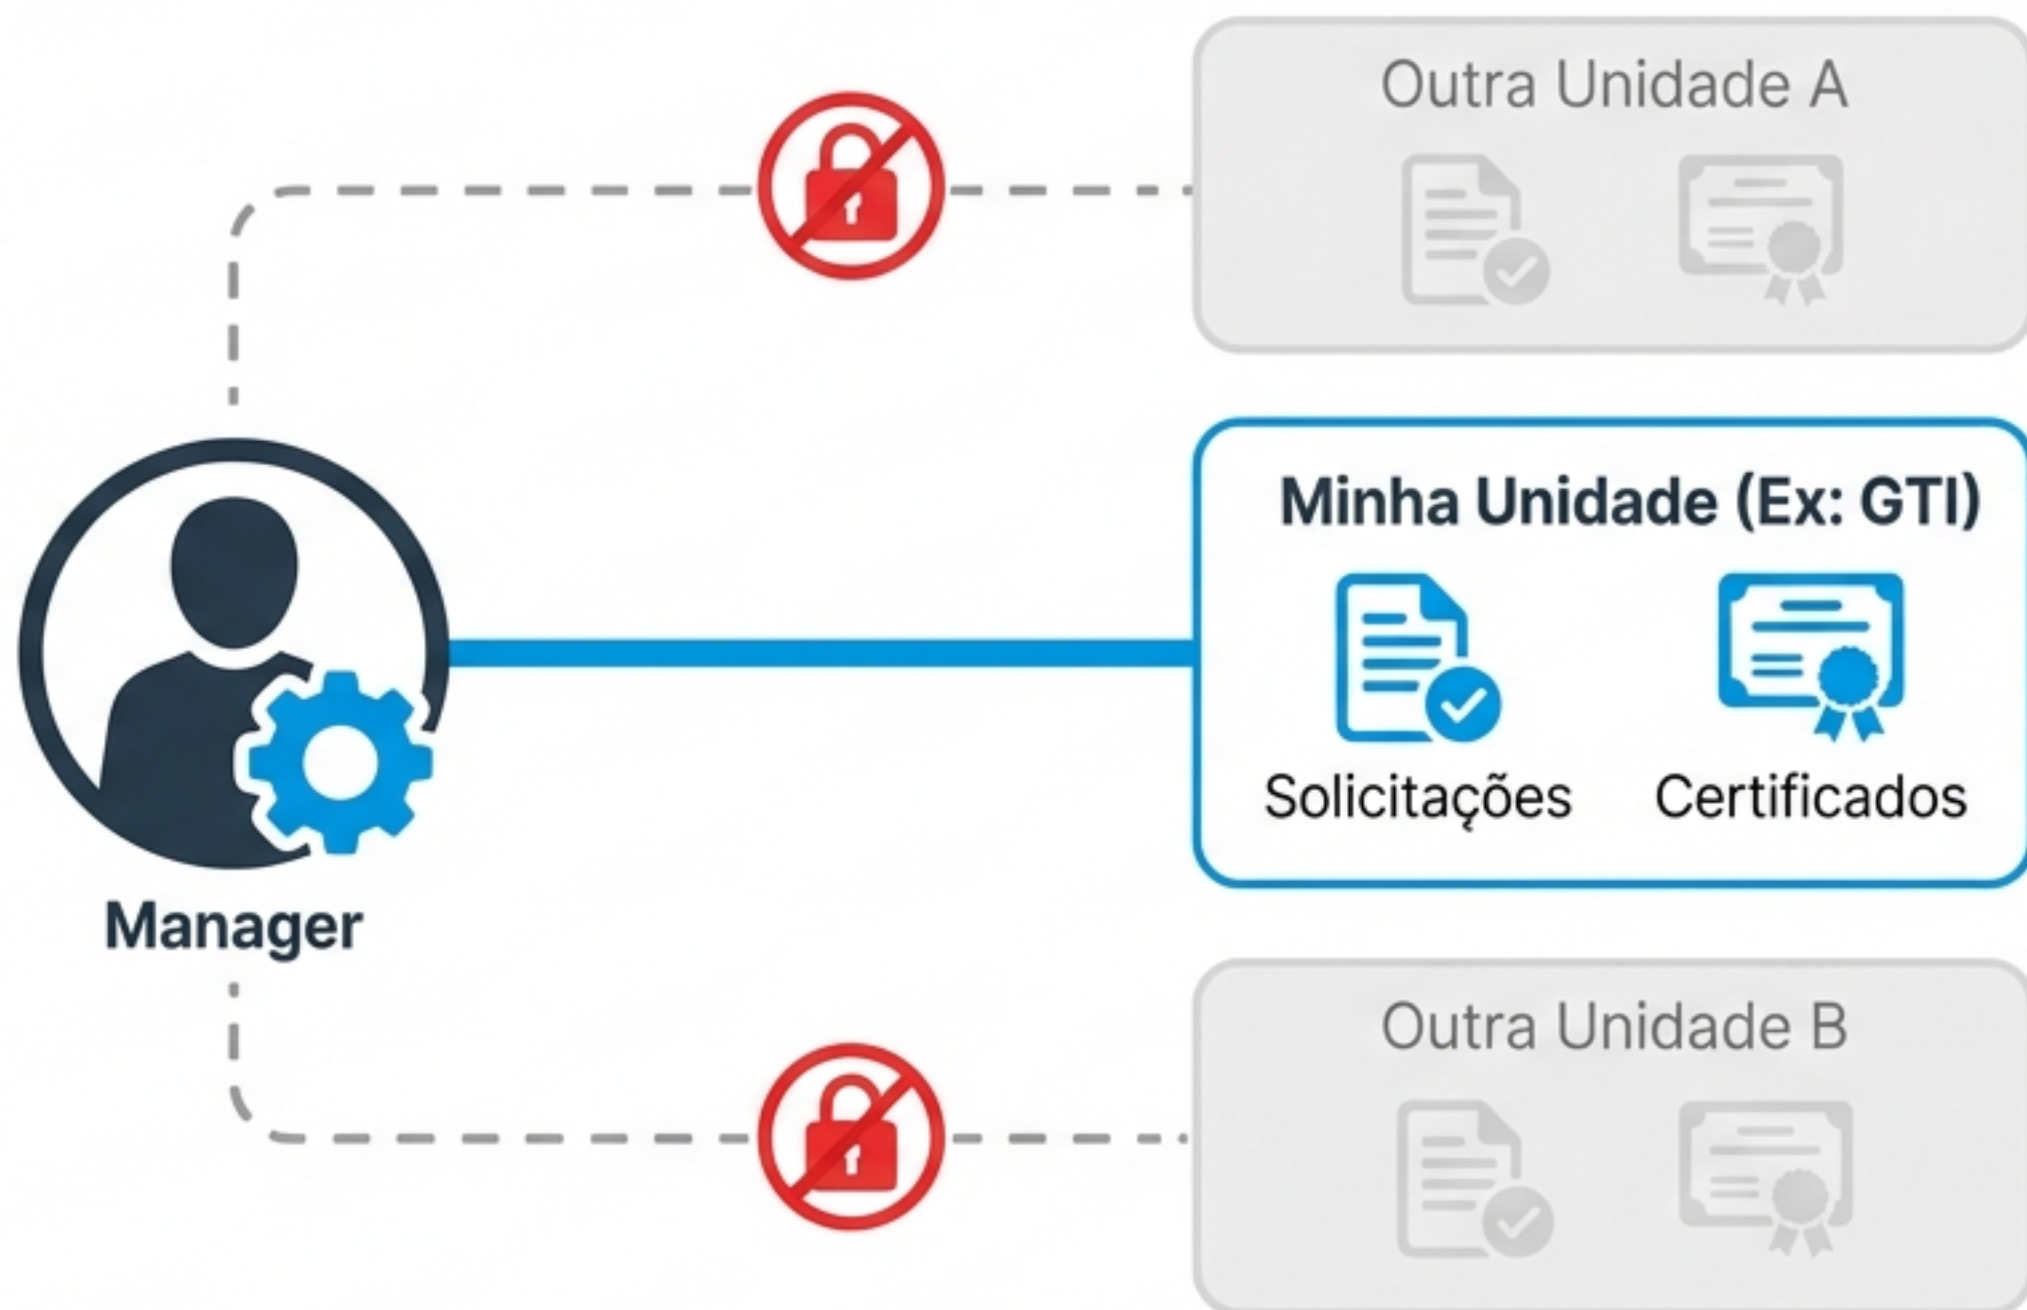 Outra Unidade A
Minha Unidade (Ex: GTI)
Solicitações
Certificados
Manager
Outra Unidade B